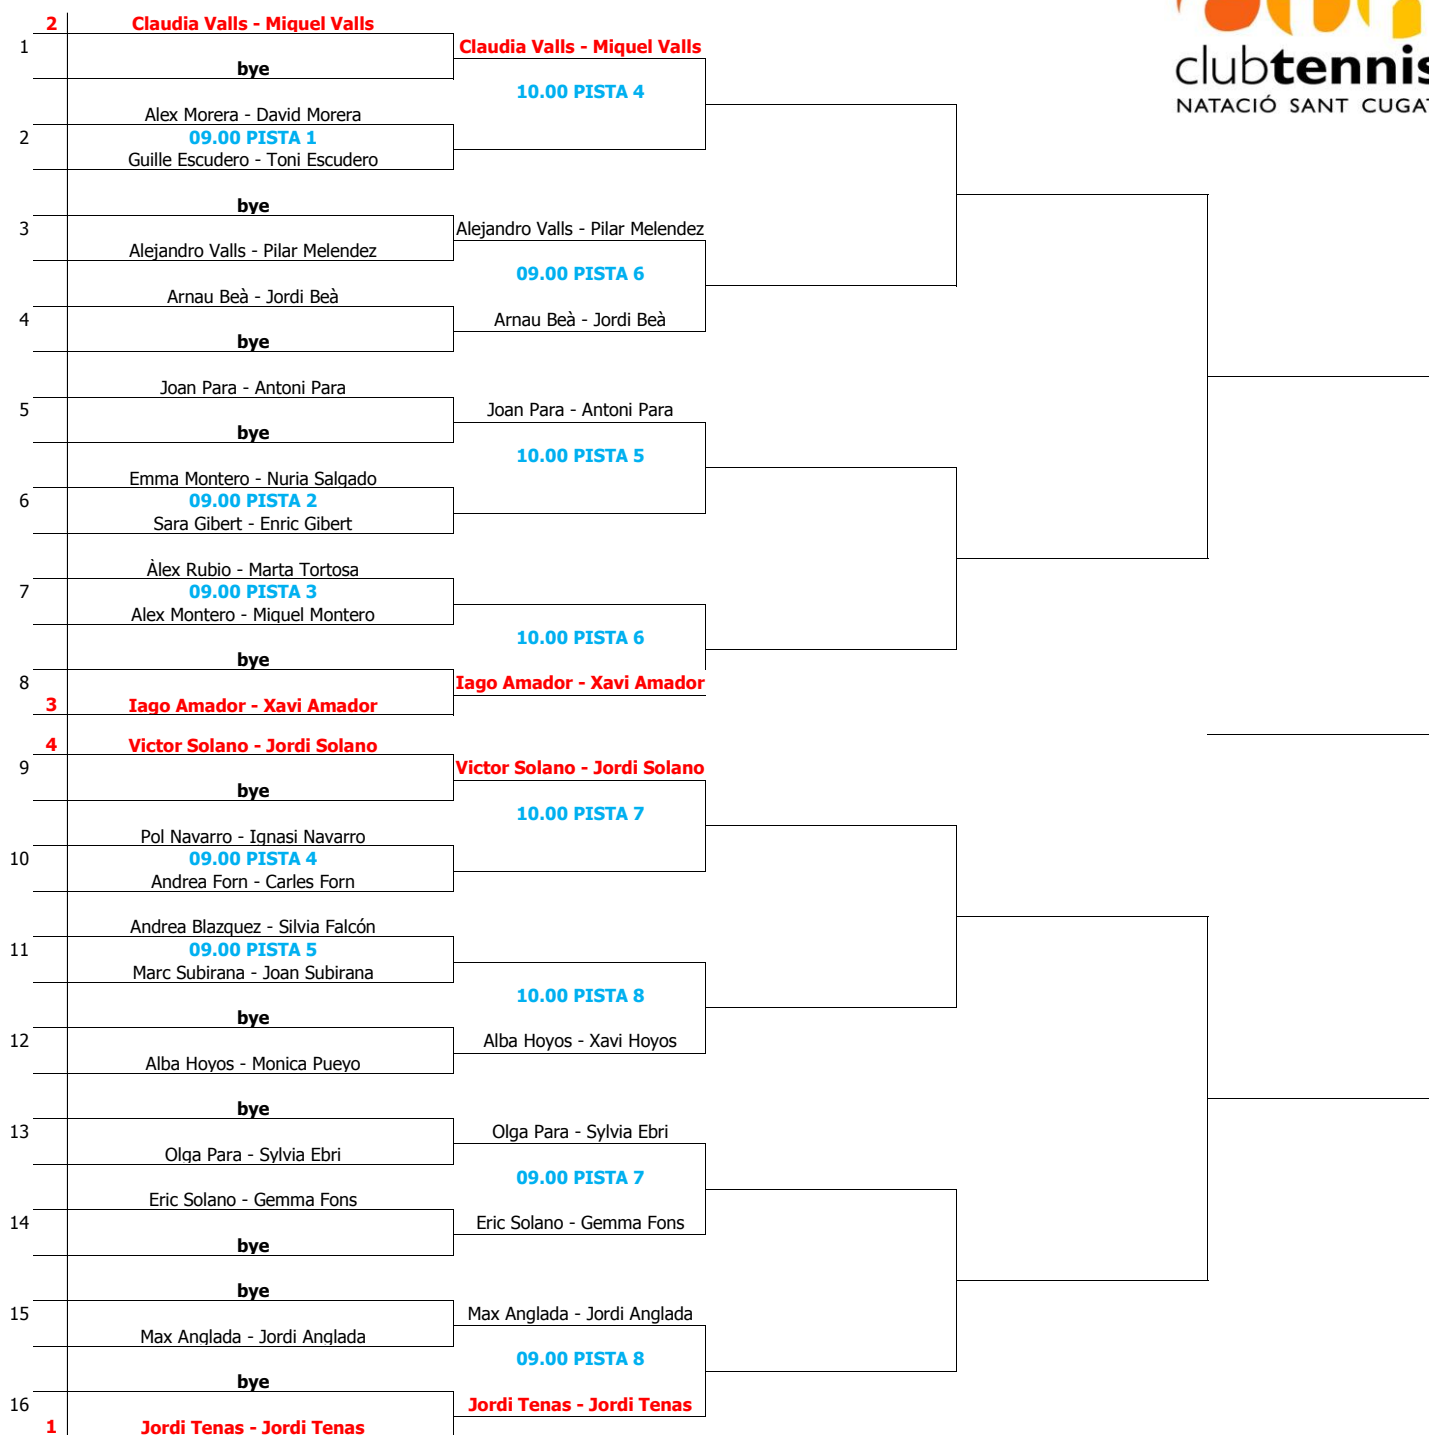 clubtennis
NATACIÓ SANT CUGAT
2 Claudia Valls - Miquel Valls
1 Claudia Valls - Miquel Valls
bye
10.00 PISTA 4
Alex Morera - David Morera
2 09.00 PISTA 1
Guille Escudero - Toni Escudero
bye
3 Alejandro Valls - Pilar Melendez
Alejandro Valls - Pilar Melendez
09.00 PISTA 6
Arnau Beà - Jordi Beà
4 Arnau Beà - Jordi Beà
bye
Joan Para - Antoni Para
5 Joan Para - Antoni Para
bye
10.00 PISTA 5
Emma Montero - Nuria Salgado
6 09.00 PISTA 2
Sara Gibert - Enric Gibert
Àlex Rubio - Marta Tortosa
7 09.00 PISTA 3
Alex Montero - Miquel Montero
10.00 PISTA 6
bye
8 Iago Amador - Xavi Amador
3 Iago Amador - Xavi Amador
4 Victor Solano - Jordi Solano
9 Victor Solano - Jordi Solano
bye
10.00 PISTA 7
Pol Navarro - Ignasi Navarro
10 09.00 PISTA 4
Andrea Forn - Carles Forn
Andrea Blazquez - Silvia Falcón
11 09.00 PISTA 5
Marc Subirana - Joan Subirana
10.00 PISTA 8
bye
12 Alba Hoyos - Xavi Hoyos
Alba Hoyos - Monica Pueyo
bye
13 Olga Para - Sylvia Ebri
Olga Para - Sylvia Ebri
09.00 PISTA 7
Eric Solano - Gemma Fons
14 Eric Solano - Gemma Fons
bye
bye
15 Max Anglada - Jordi Anglada
Max Anglada - Jordi Anglada
09.00 PISTA 8
bye
16 Jordi Tenas - Jordi Tenas
1 Jordi Tenas - Jordi Tenas